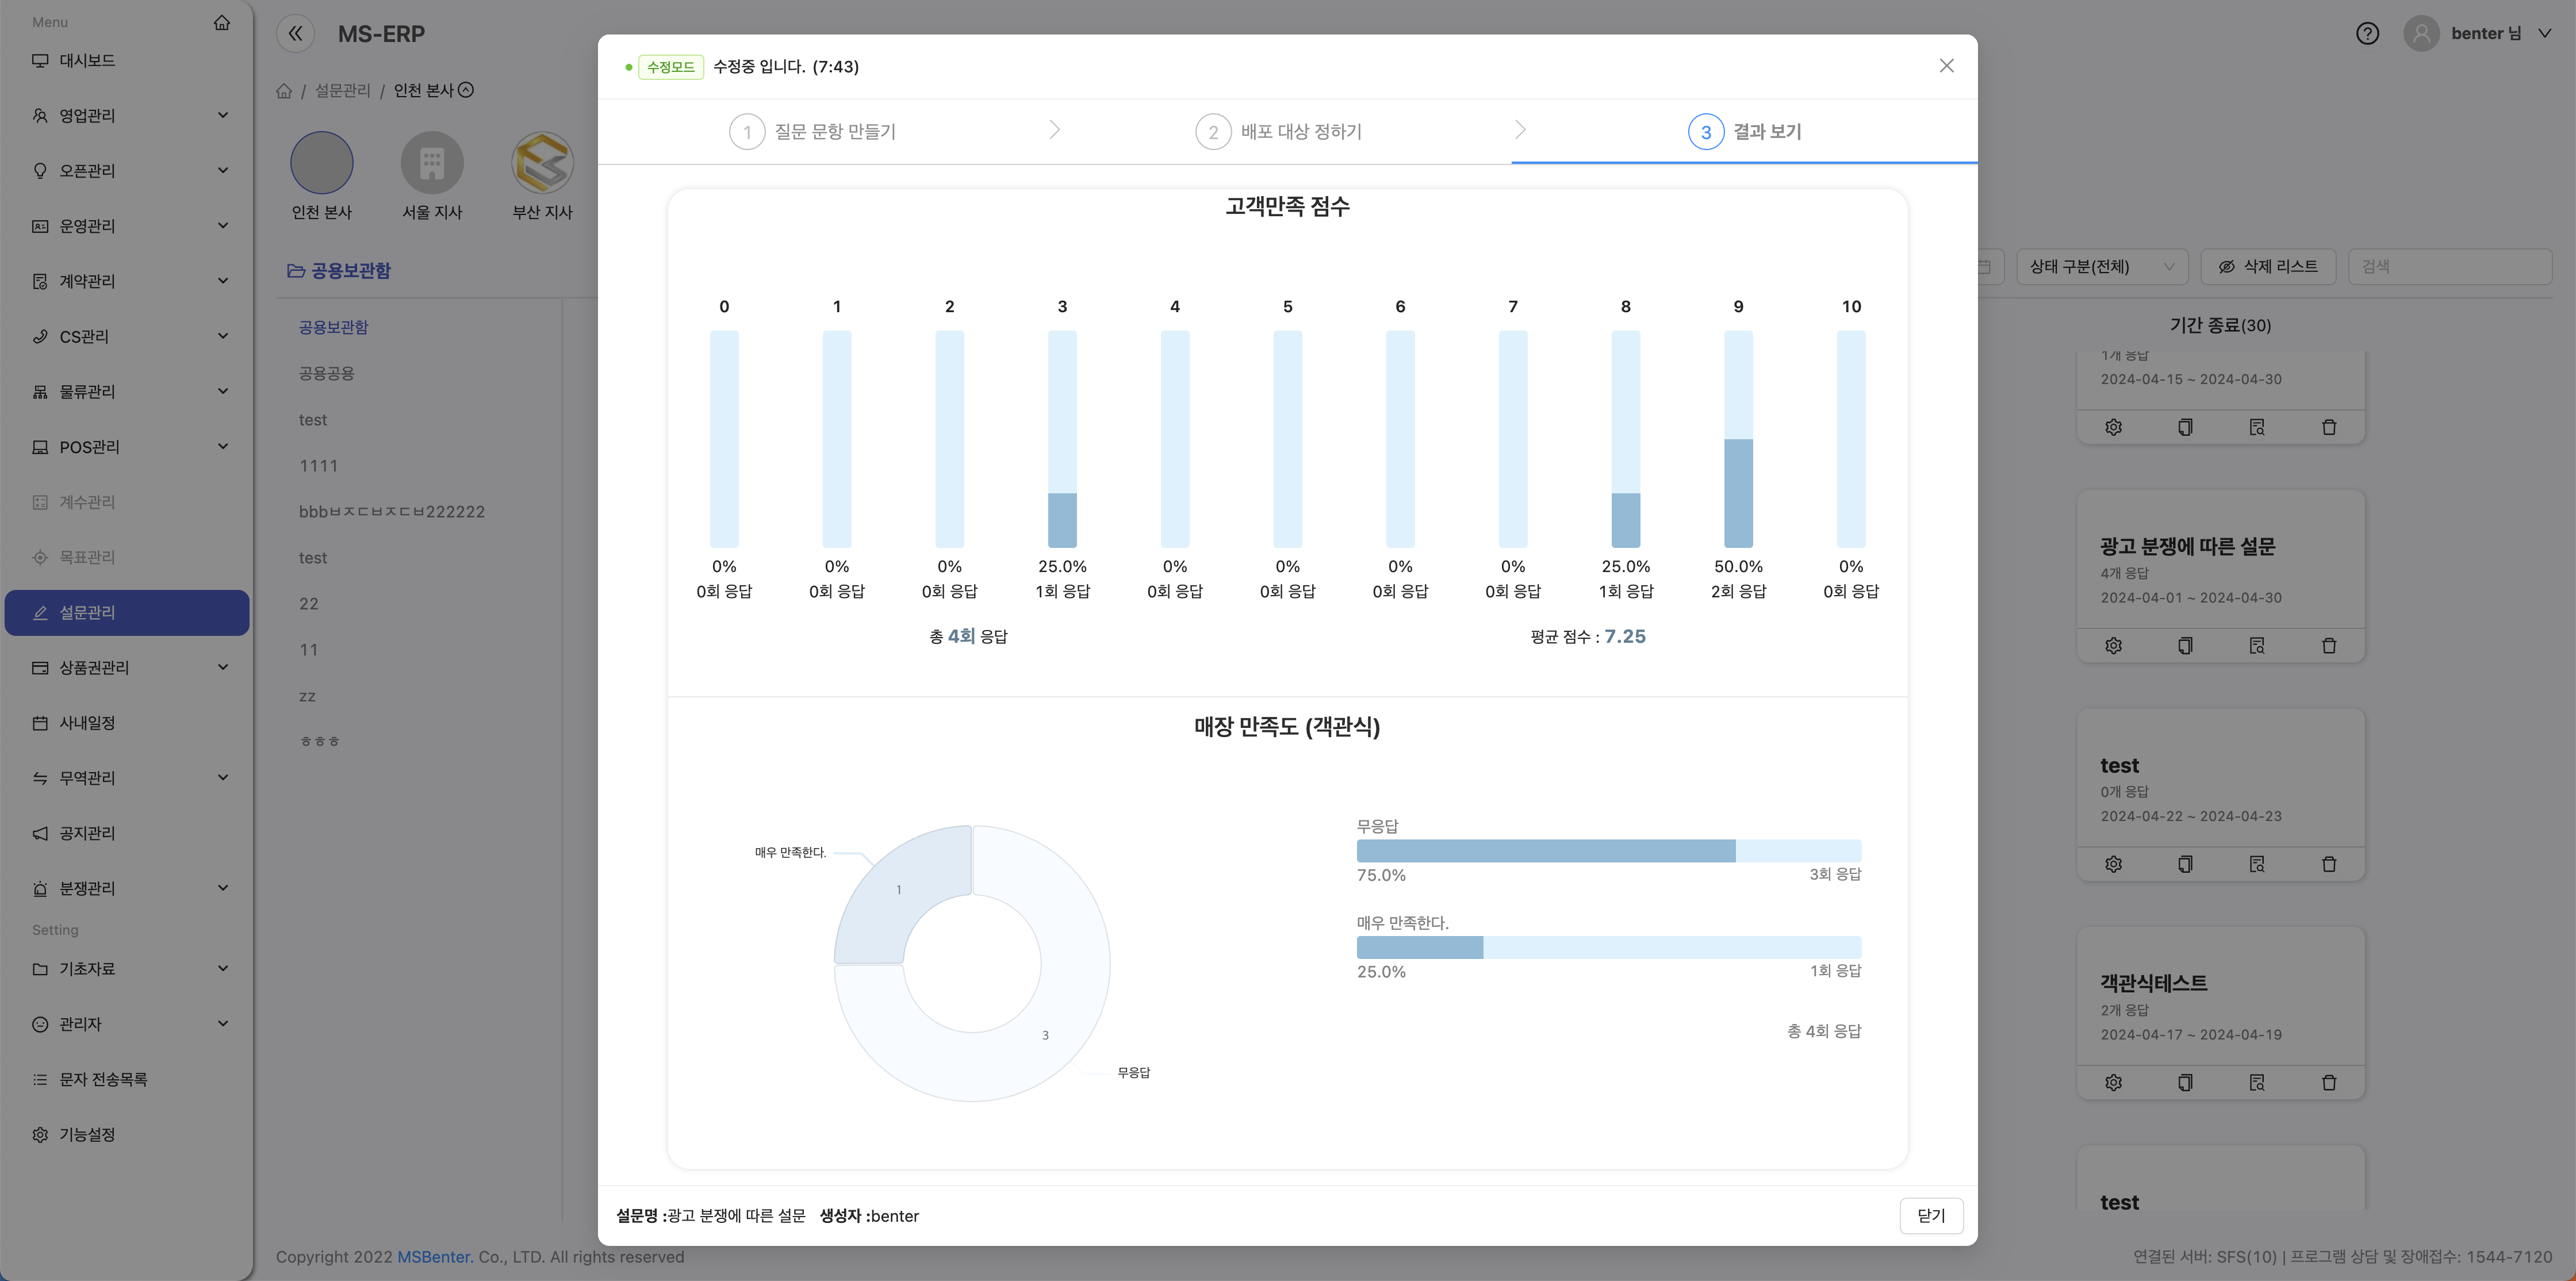 Menu
대시보드
영업관리
오픈관리
운영관리
계약관리
CS관리
물류관리
POS관리
계수관리
목표관리
설문관리
상품권관리
사내일정
무역관리
공지관리
분쟁관리
Setting
기초자료
관리자
문자 전송목록
기능설정
MS-ERP
/ 설문관리 / 인천 본사
인천 본사 서울 지사 부산 지사
공용보관함
공용보관함
공용공용
test
1111
bbbㅂㅈㄷㅂㅈㄷㅂ222222
test
22
11
zz
ㅎㅎㅎ
수정모드 수정중 입니다. (7:43)
1 질문 문항 만들기
2 배포 대상 정하기
3 결과 보기
고객만족 점수
0 1 2 3 4 5 6 7 8 9 10
0% 0% 0% 25.0% 0% 0% 0% 0% 25.0% 50.0% 0%
0회 응답 0회 응답 0회 응답 1회 응답 0회 응답 0회 응답 0회 응답 0회 응답 1회 응답 2회 응답 0회 응답
총 4회 응답 평균 점수 : 7.25
매장 만족도 (객관식)
매우 만족한다.
1
3
무응답
무응답
75.0% 3회 응답
매우 만족한다.
25.0% 1회 응답
총 4회 응답
설문명 :광고 분쟁에 따른 설문 생성자 :benter
닫기
benter 님
상태 구분(전체) 삭제 리스트 검색
기간 종료(30)
1개 응답
2024-04-15 ~ 2024-04-30
광고 분쟁에 따른 설문
4개 응답
2024-04-01 ~ 2024-04-30
test
0개 응답
2024-04-22 ~ 2024-04-23
객관식테스트
2개 응답
2024-04-17 ~ 2024-04-19
test
Copyright 2022 MSBenter. Co., LTD. All rights reserved
연결된 서버: SFS(10) | 프로그램 상담 및 장애접수: 1544-7120